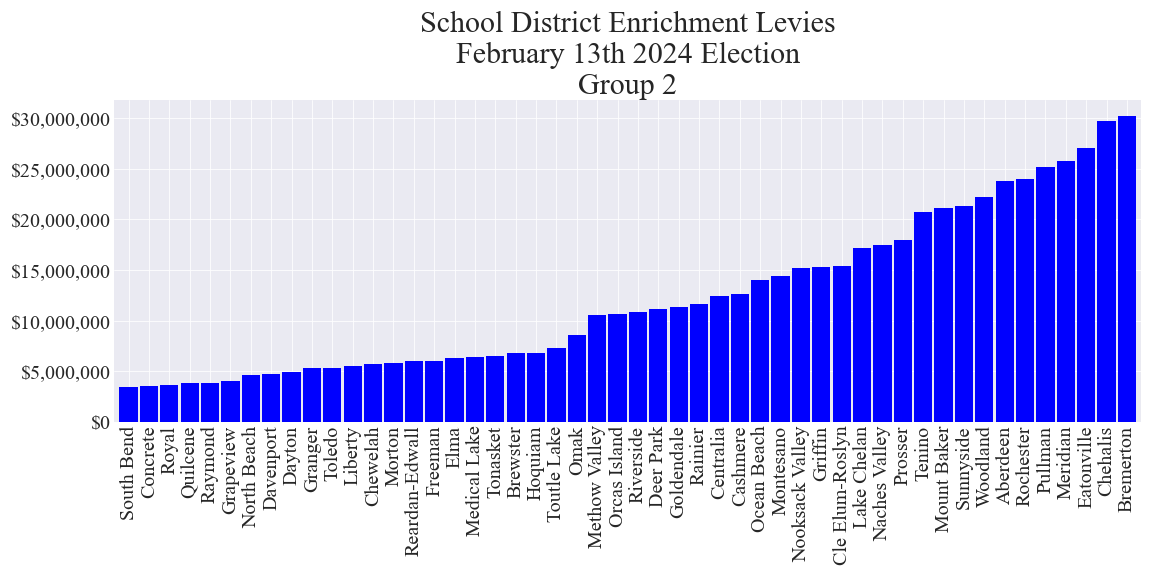 School District Enrichment Levies
February 13th 2024 Election
Group 2
$30,000,000
$25,000,000
$20,000,000
$15,000,000
$10,000,000
$5,000,000
$0
South Bend
Concrete
Royal
Quilcene
Raymond
Grapeview
North Beach
Davenport
Dayton
Granger
Toledo
Liberty
Chewelah
Morton
Reardan-Edwall
Freeman
Elma
Medical Lake
Tonasket
Brewster
Hoquiam
Toutle Lake
Omak
Methow Valley
Orcas Island
Riverside
Deer Park
Goldendale
Rainier
Centralia
Cashmere
Ocean Beach
Montesano
Nooksack Valley
Griffin
Cle Elum-Roslyn
Lake Chelan
Naches Valley
Prosser
Tenino
Mount Baker
Sunnyside
Woodland
Aberdeen
Rochester
Pullman
Meridian
Eatonville
Chehalis
Bremerton